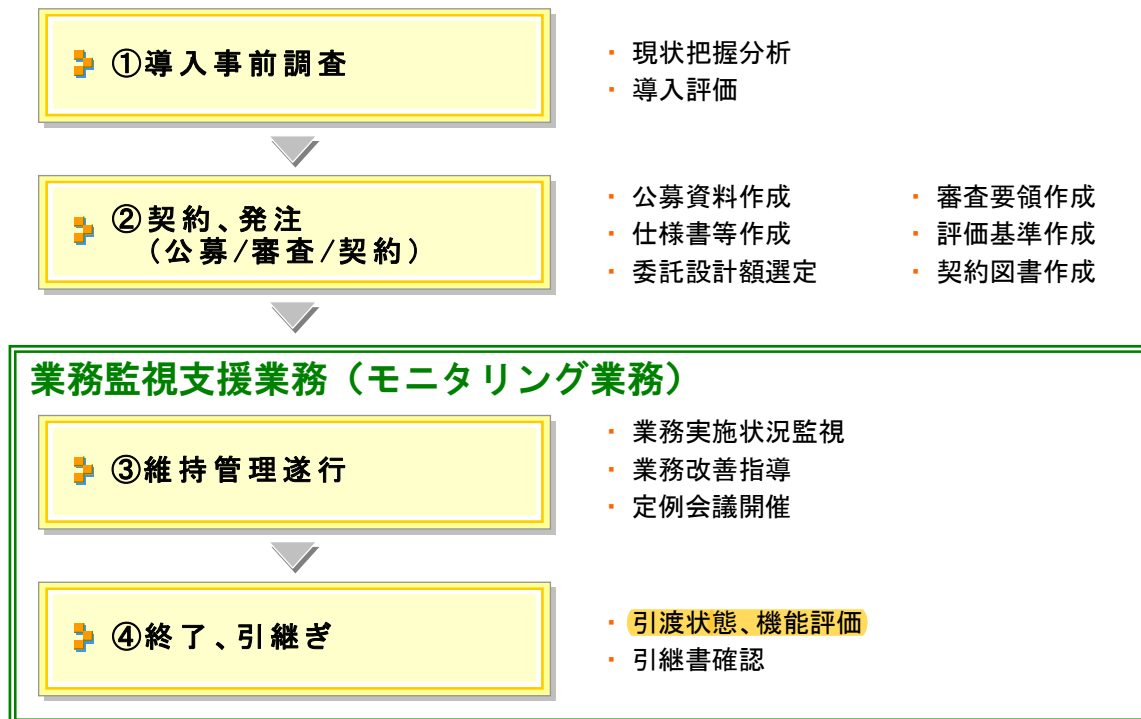 ①導入事前調査
・ 現状把握分析
・ 導入評価
②契約、発注
(公募/審査/契約)
・ 公募資料作成
・ 仕様書等作成
・ 委託設計額選定
・ 審査要領作成
・ 評価基準作成
・ 契約図書作成
業務監視支援業務（モニタリング業務）
③維持管理遂行
・ 業務実施状況監視
・ 業務改善指導
・ 定例会議開催
④終了、引継ぎ
・ 引渡状態、機能評価
・ 引継書確認